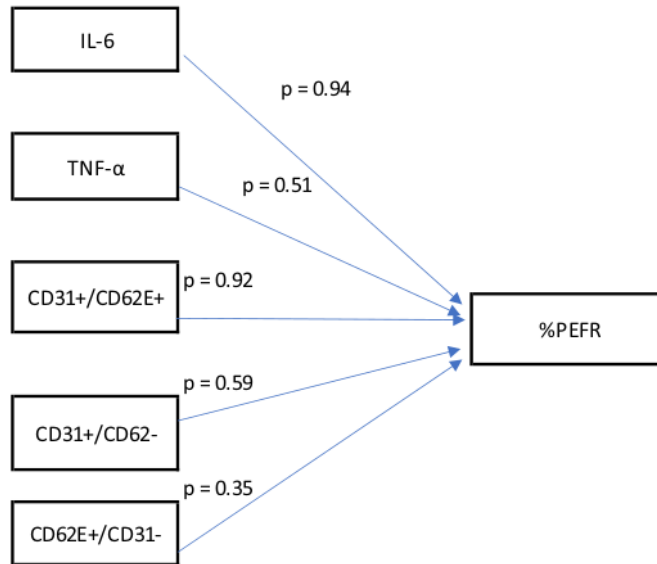 IL-6
p = 0.94
TNF-α
p = 0.51
CD31+/CD62E+
p = 0.92
%PEFR
p = 0.59
CD31+/CD62-
p = 0.35
CD62E+/CD31-